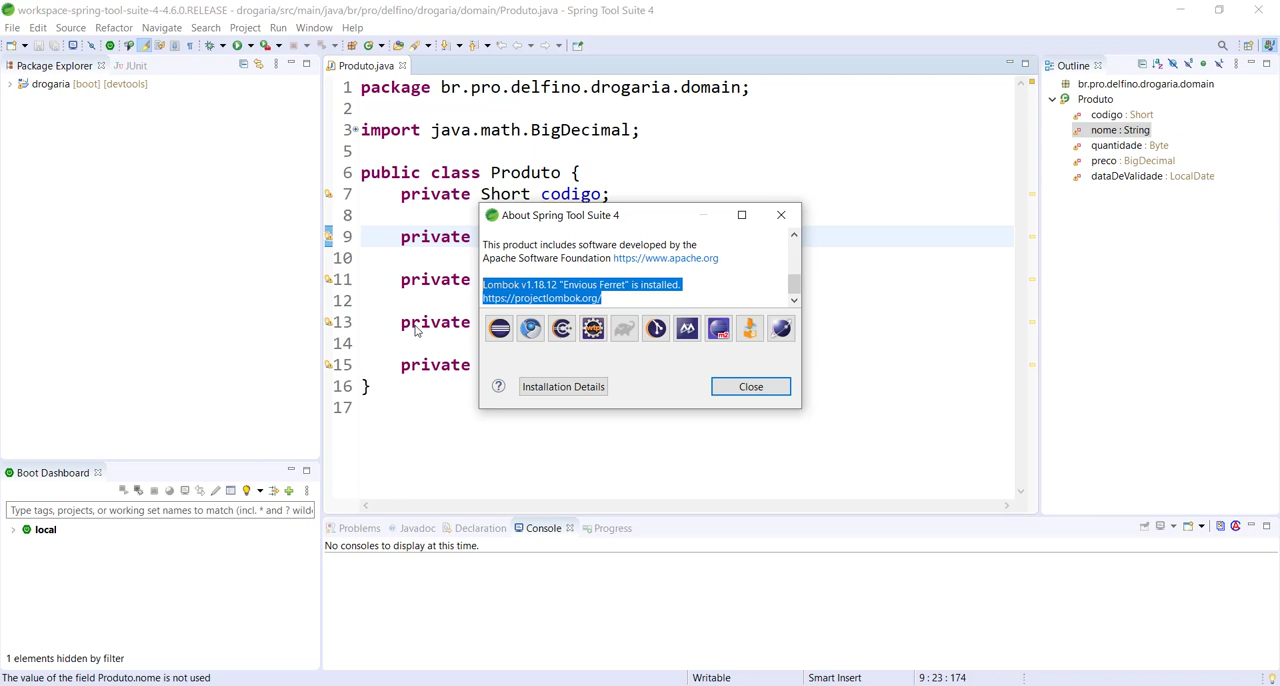 workspace-spring-tool-suite-4-4.6.0.RELEASE - drogaria/src/main/java/br/pro/delfino/drogaria/domain/Produto.java - Spring Tool Suite 4
File Edit Source Refactor Navigate Search Project Run Window Help
Package Explorer JUnit
drogaria [boot] [devtools]
Produto.java
1 package br.pro.delfino.drogaria.domain;
2
3 import java.math.BigDecimal;
5
6 public class Produto {
7 private Short codigo;
8
9 private
10
11 private
12
13 private
14
15 private
16 }
17
About Spring Tool Suite 4
This product includes software developed by the
Apache Software Foundation https://www.apache.org
Lombok v1.18.12 "Envious Ferret" is installed.
https://projectlombok.org/
Installation Details
Close
Outline
br.pro.delfino.drogaria.domain
Produto
codigo : Short
nome : String
quantidade : Byte
preco : BigDecimal
dataDeValidade : LocalDate
Boot Dashboard
Type tags, projects, or working set names to match (incl. * and ? wild
local
1 elements hidden by filter
Problems Javadoc Declaration Console Progress
No consoles to display at this time.
The value of the field Produto.nome is not used
Writable
Smart Insert
9 : 23 : 174